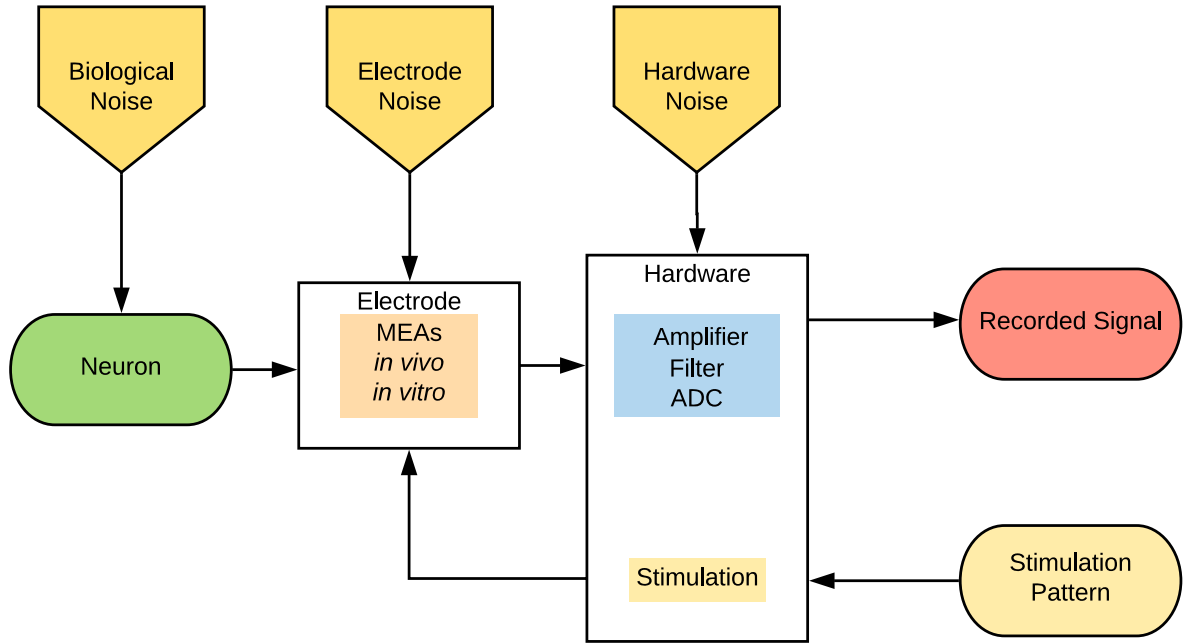 Biological
Noise
Electrode
Noise
Hardware
Noise
Neuron
Electrode
MEAs
in vivo
in vitro
Hardware
Amplifier
Filter
ADC
Stimulation
Recorded Signal
Stimulation
Pattern